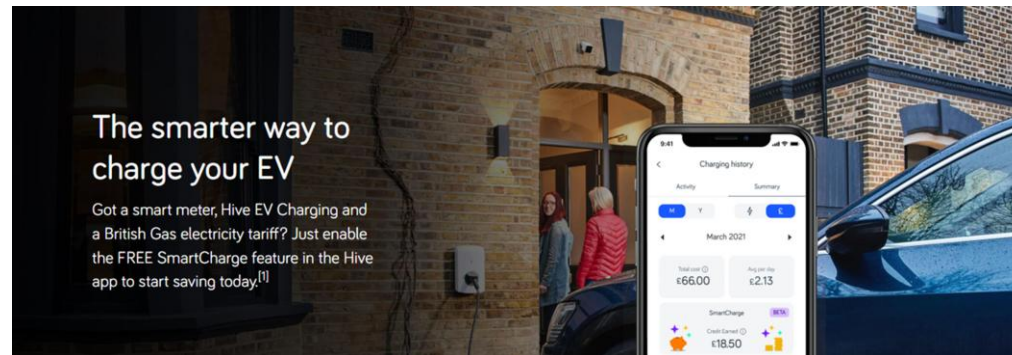 The smarter way to
charge your EV
Got a smart meter, Hive EV Charging and
a British Gas electricity tariff? Just enable
the FREE SmartCharge feature in the Hive
app to start saving today.[1]
9:41
Charging history
Activity Summary
M Y £
March 2021
Total cost Avg per day
£66.00 £2.13
SmartCharge BETA
Credit Earned
£18.50